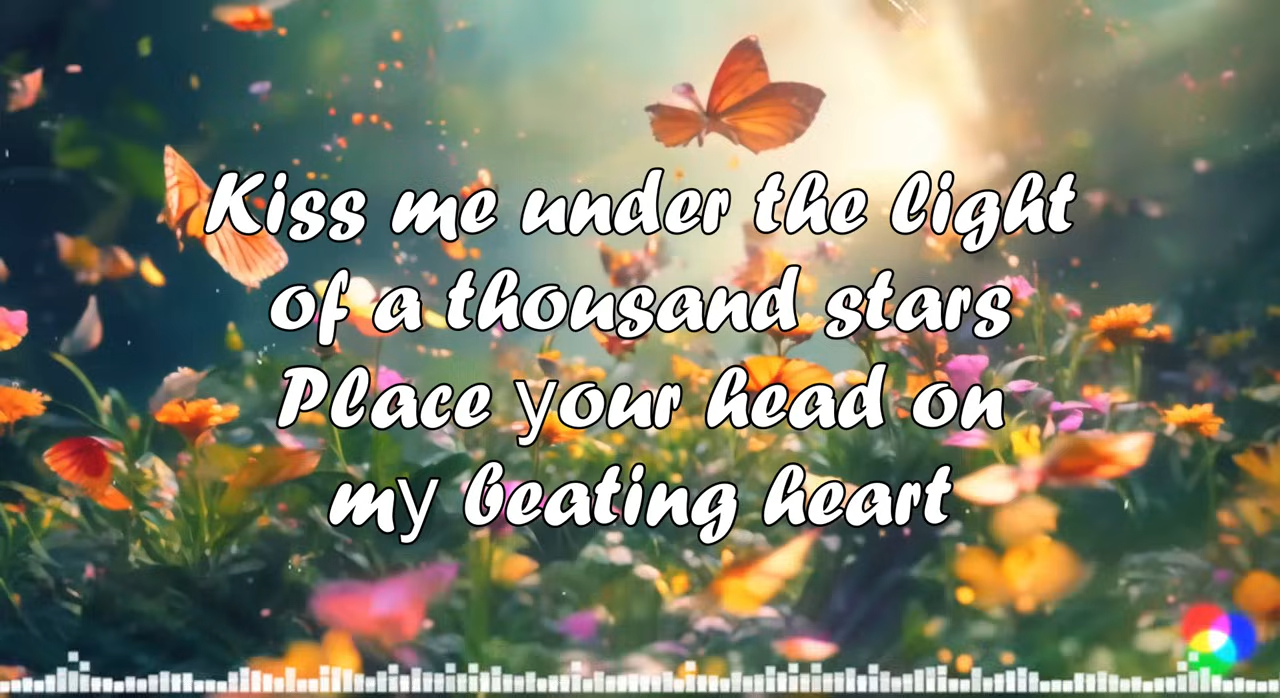 Kiss me under the light
of a thousand stars
Place your head on
my beating heart